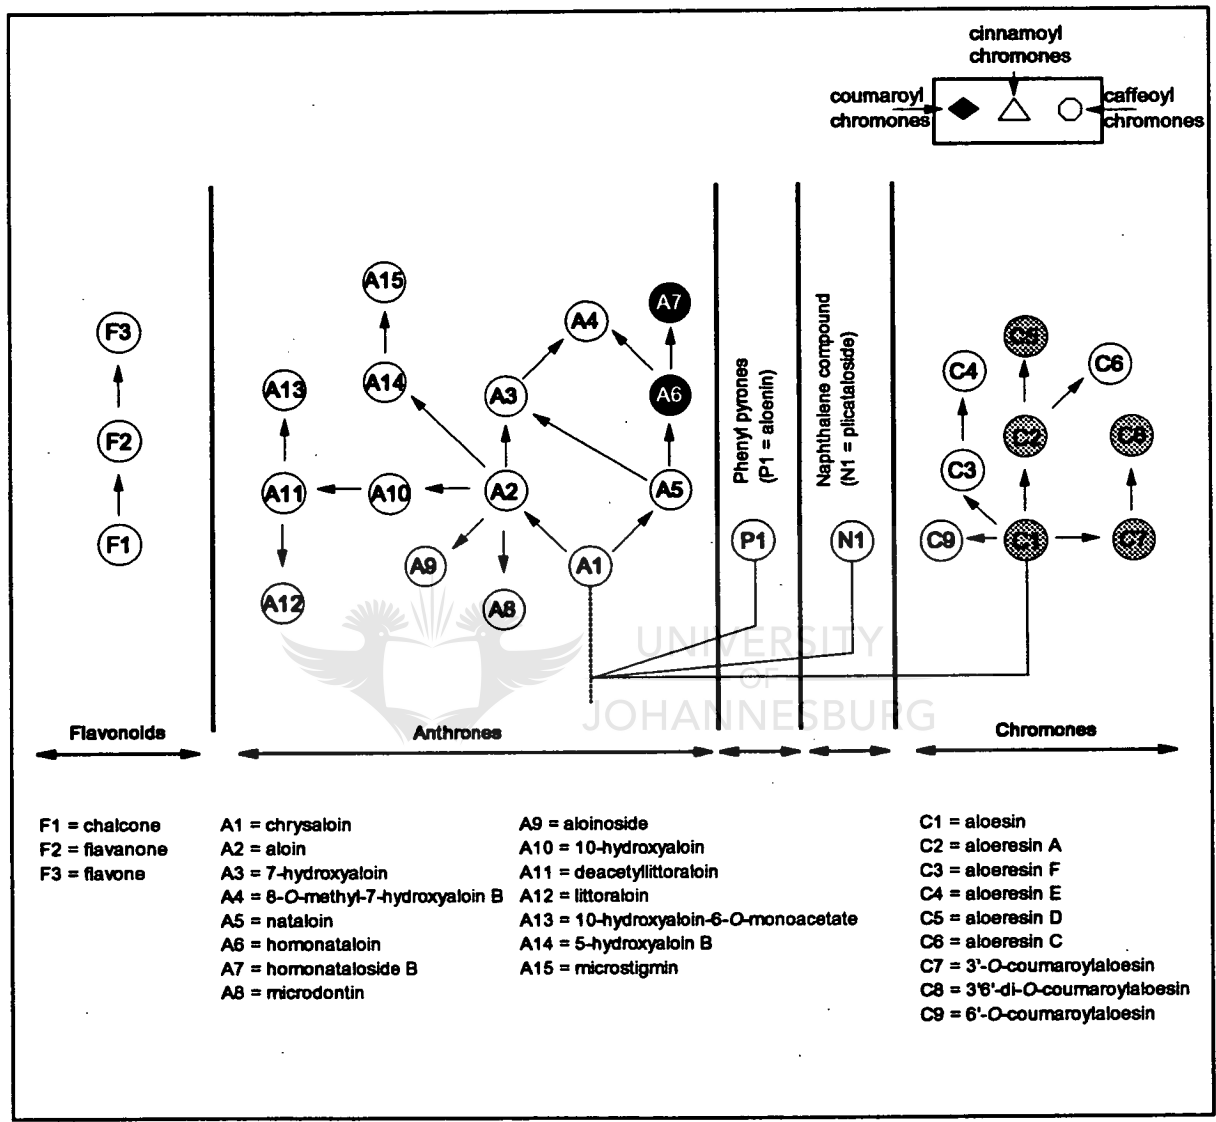 cinnamoyl
chromones
coumaroyl
chromones
caffeoyl
chromones
A15
A7
F3
A4
C5
C6
C4
A14
A13
A3
A6
C2
C8
F2
C3
A11
A10
A2
A5
F1
P1
N1
C9
C1
C7
A9
A1
A12
A8
Phenyl pyrones
(P1 = aloenin)
Naphthalene compound
(N1 = plicataloside)
UNIVERSITY
OF
JOHANNESBURG
Flavonoids
Anthrones
Chromones
F1 = chalcone
F2 = flavanone
F3 = flavone
A1 = chrysaloin
A2 = aloin
A3 = 7-hydroxyaloin
A4 = 8-O-methyl-7-hydroxyaloin B
A5 = nataloin
A6 = homonataloin
A7 = homonataloside B
A8 = microdontin
A9 = aloinoside
A10 = 10-hydroxyaloin
A11 = deacetyllittoraloin
A12 = littoraloin
A13 = 10-hydroxyaloin-6-O-monoacetate
A14 = 5-hydroxyaloin B
A15 = microstigmin
C1 = aloesin
C2 = aloeresin A
C3 = aloeresin F
C4 = aloeresin E
C5 = aloeresin D
C6 = aloeresin C
C7 = 3'-O-coumaroylaloesin
C8 = 3'6'-di-O-coumaroylaloesin
C9 = 6'-O-coumaroylaloesin